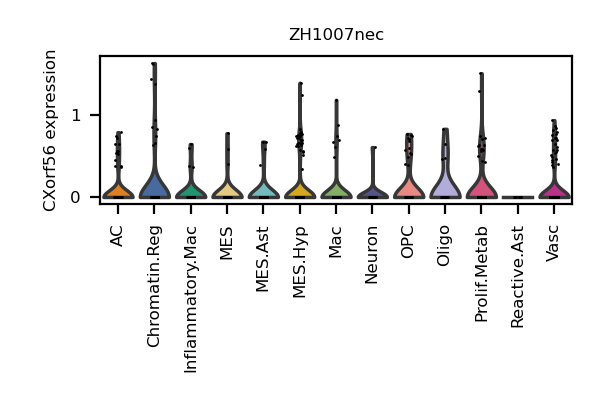 ZH1007nec
CXorf56 expression
1
0
AC
Chromatin.Reg
Inflammatory.Mac
MES
MES.Ast
MES.Hyp
Mac
Neuron
OPC
Oligo
Prolif.Metab
Reactive.Ast
Vasc